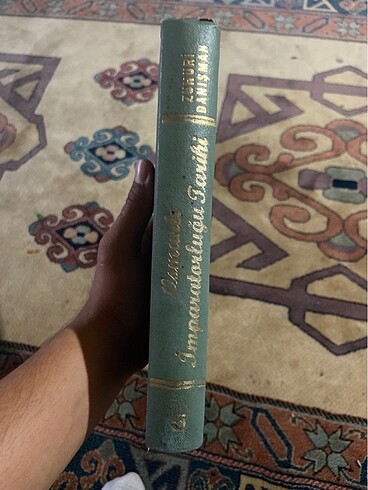 ZUHURİ
DANIŞMAN
Osmanlı
İmparatorluğu Tarihi